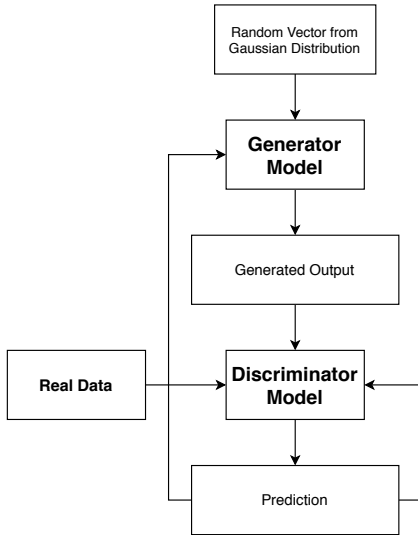 Random Vector from
Gaussian Distribution
Generator
Model
Generated Output
Real Data
Discriminator
Model
Prediction